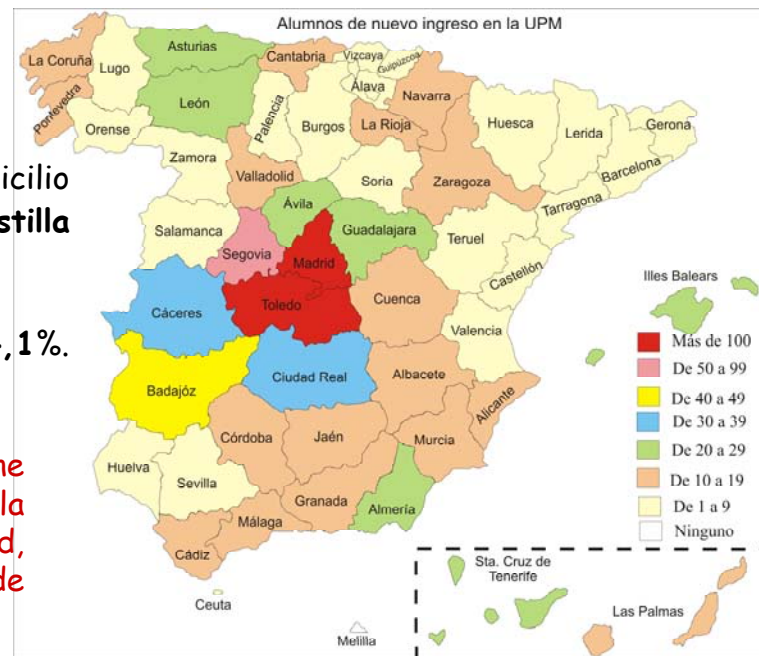 Alumnos de nuevo ingreso en la UPM
La Coruña
Lugo
Asturias
Cantabria
Vizcaya
Guipúzcoa
Pontevedra
Orense
León
Palencia
Burgos
Álava
La Rioja
Navarra
Huesca
Lerida
Gerona
Barcelona
Zamora
Valladolid
Soria
Zaragoza
Tarragona
icilio
stilla
Salamanca
Ávila
Segovia
Guadalajara
Teruel
Castellón
Madrid
Cáceres
Toledo
Cuenca
Valencia
,1%.
Badajóz
Ciudad Real
Albacete
Alicante
Illes Balears
Más de 100
De 50 a 99
De 40 a 49
De 30 a 39
De 20 a 29
De 10 a 19
De 1 a 9
Ninguno
Huelva
Sevilla
Córdoba
Jaén
Murcia
Granada
Almería
Málaga
Cádiz
ne
la
d,
de
Ceuta
Melilla
Sta. Cruz de
Tenerife
Las Palmas